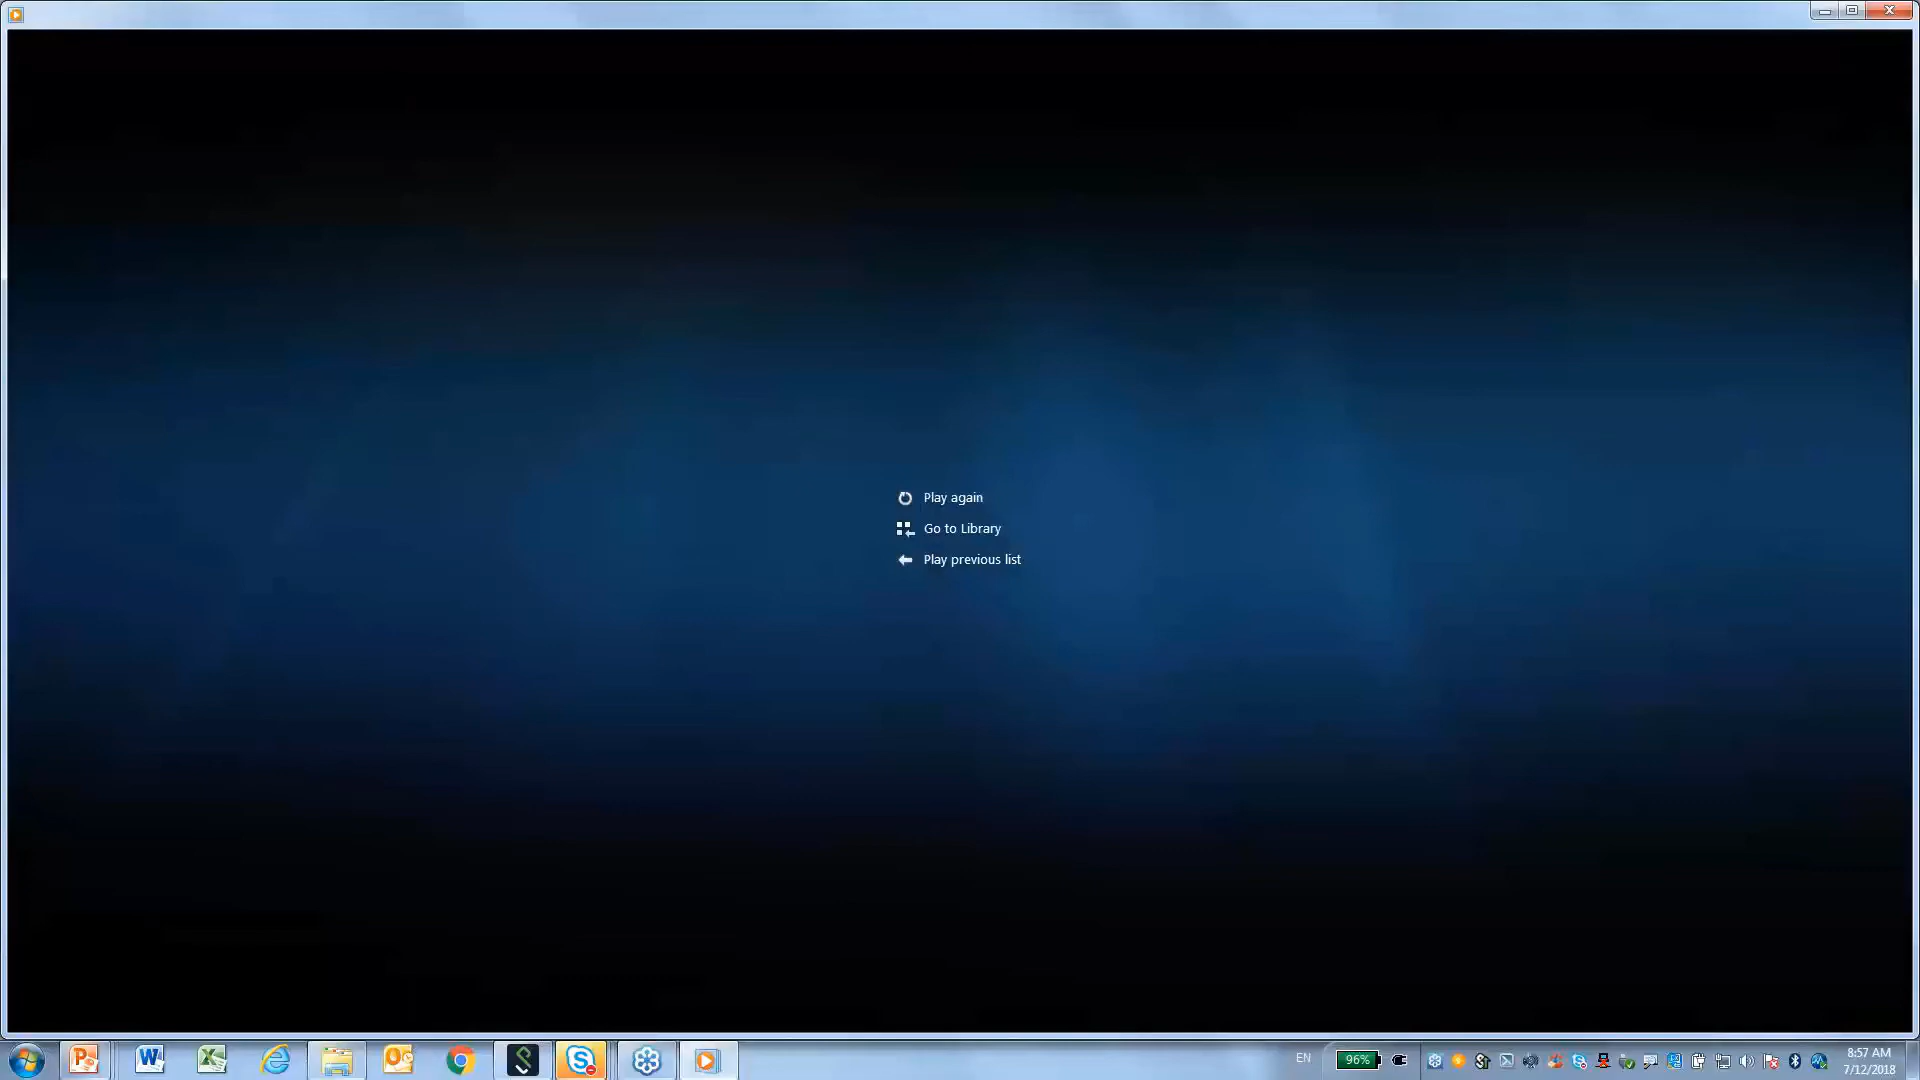 Play again
Go to Library
Play previous list
EN
96%
8:57 AM
7/12/2018